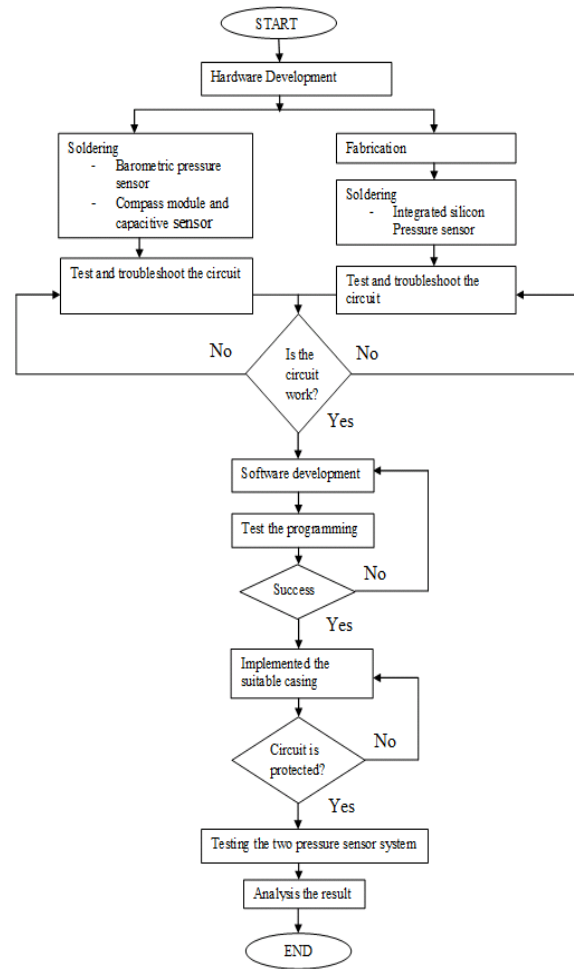 START
Hardware Development
Soldering
- Barometric pressure
sensor
- Compass module and
capacitive sensor
Fabrication
Soldering
- Integrated silicon
Pressure sensor
Test and troubleshoot the circuit
Test and troubleshoot the
circuit
No
Is the
circuit
work?
No
Yes
Software development
Test the programming
Success
No
Yes
Implemented the
suitable casing
Circuit is
protected?
No
Yes
Testing the two pressure sensor system
Analysis the result
END